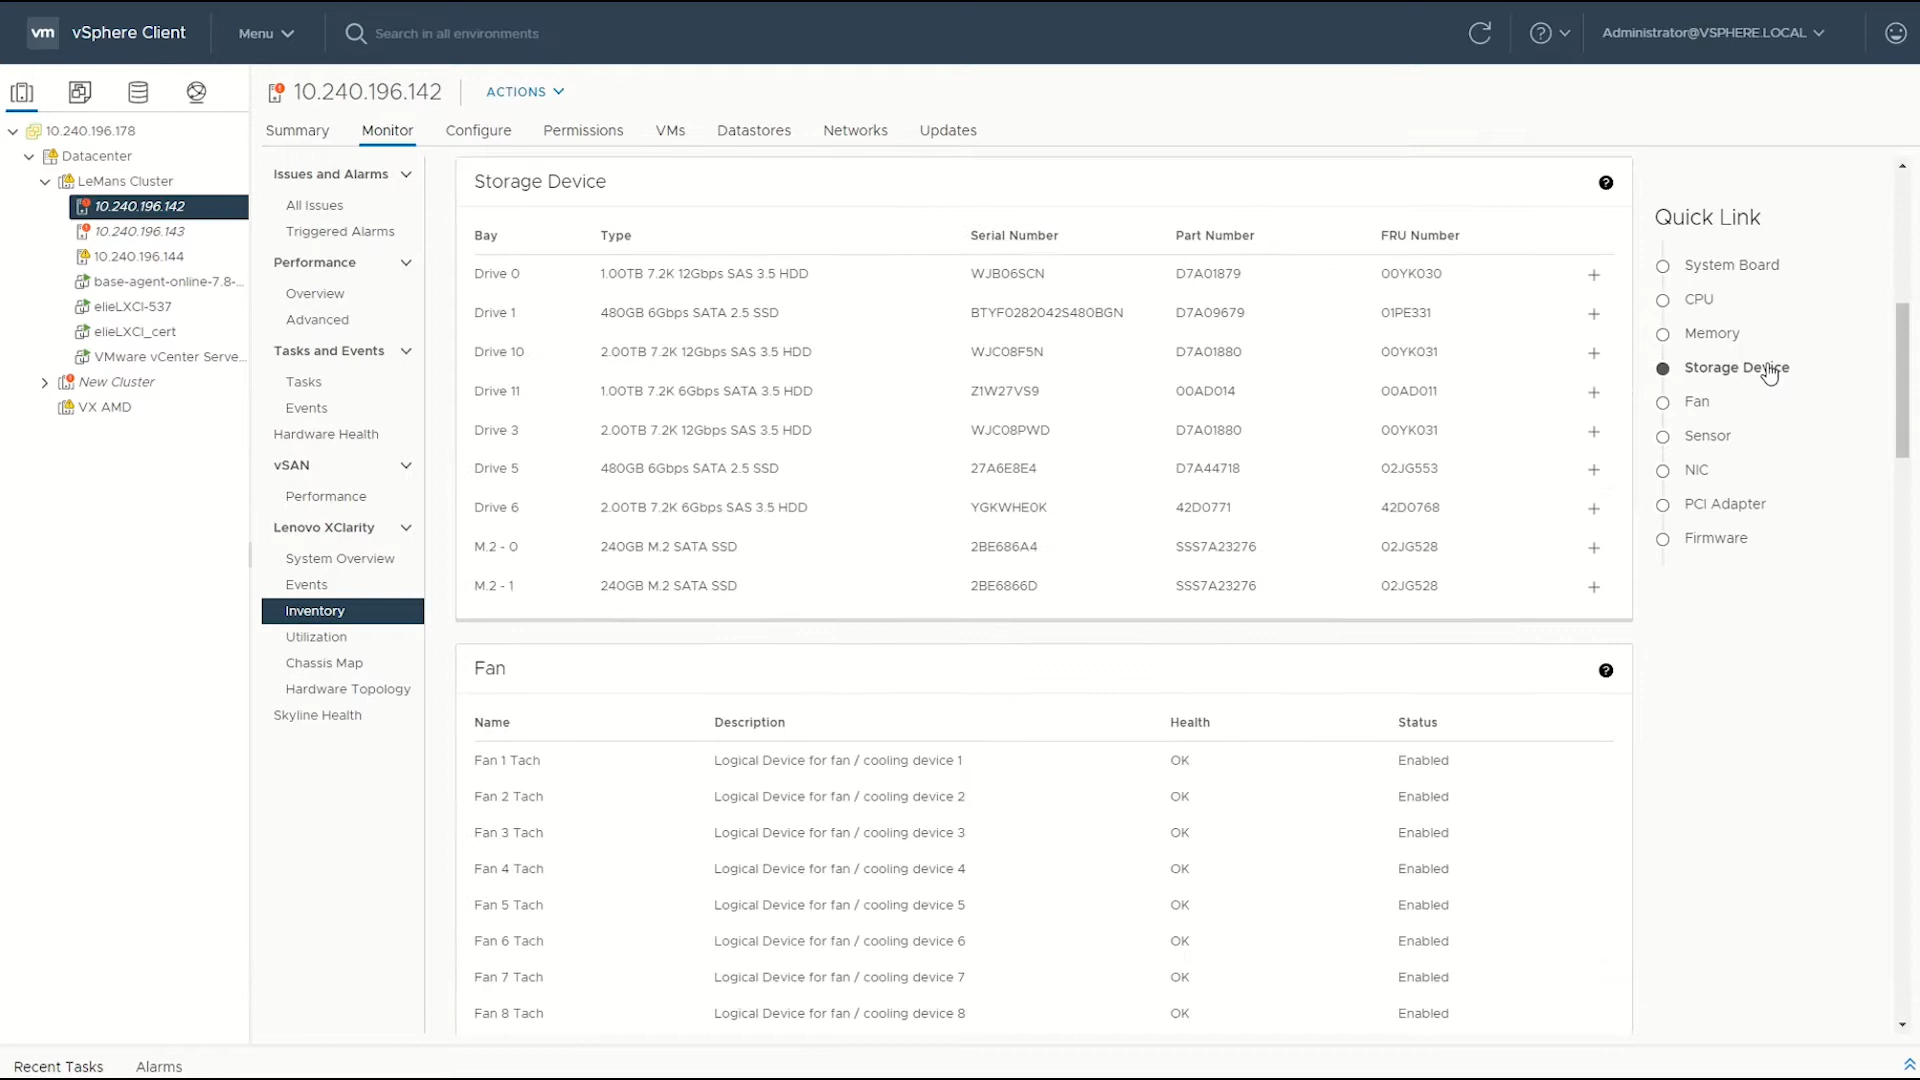 vm vSphere Client Menu Search in all environments Administrator@VSPHERE.LOCAL
10.240.196.142 ACTIONS
Summary Monitor Configure Permissions VMs Datastores Networks Updates
10.240.196.178
Datacenter
LeMans Cluster
10.240.196.142
10.240.196.143
10.240.196.144
base-agent-online-7.8-...
elieLXCI-537
elieLXCI_cert
VMware vCenter Serve...
New Cluster
VX AMD
Issues and Alarms
All Issues
Triggered Alarms
Performance
Overview
Advanced
Tasks and Events
Tasks
Events
Hardware Health
vSAN
Performance
Lenovo XClarity
System Overview
Events
Inventory
Utilization
Chassis Map
Hardware Topology
Skyline Health
Storage Device
Bay Type Serial Number Part Number FRU Number
Drive 0 1.00TB 7.2K 12Gbps SAS 3.5 HDD WJB06SCN D7A01879 00YK030
Drive 1 480GB 6Gbps SATA 2.5 SSD BTYF0282042S480BGN D7A09679 01PE331
Drive 10 2.00TB 7.2K 12Gbps SAS 3.5 HDD WJC08F5N D7A01880 00YK031
Drive 11 1.00TB 7.2K 6Gbps SATA 3.5 HDD Z1W27VS9 00AD014 00AD011
Drive 3 2.00TB 7.2K 12Gbps SAS 3.5 HDD WJC08PWD D7A01880 00YK031
Drive 5 480GB 6Gbps SATA 2.5 SSD 27A6E8E4 D7A44718 02JG553
Drive 6 2.00TB 7.2K 6Gbps SAS 3.5 HDD YGKWHE0K 42D0771 42D0768
M.2 - 0 240GB M.2 SATA SSD 2BE686A4 SSS7A23276 02JG528
M.2 - 1 240GB M.2 SATA SSD 2BE6866D SSS7A23276 02JG528
Fan
Name Description Health Status
Fan 1 Tach Logical Device for fan / cooling device 1 OK Enabled
Fan 2 Tach Logical Device for fan / cooling device 2 OK Enabled
Fan 3 Tach Logical Device for fan / cooling device 3 OK Enabled
Fan 4 Tach Logical Device for fan / cooling device 4 OK Enabled
Fan 5 Tach Logical Device for fan / cooling device 5 OK Enabled
Fan 6 Tach Logical Device for fan / cooling device 6 OK Enabled
Fan 7 Tach Logical Device for fan / cooling device 7 OK Enabled
Fan 8 Tach Logical Device for fan / cooling device 8 OK Enabled
Quick Link
System Board
CPU
Memory
Storage Device
Fan
Sensor
NIC
PCI Adapter
Firmware
Recent Tasks Alarms